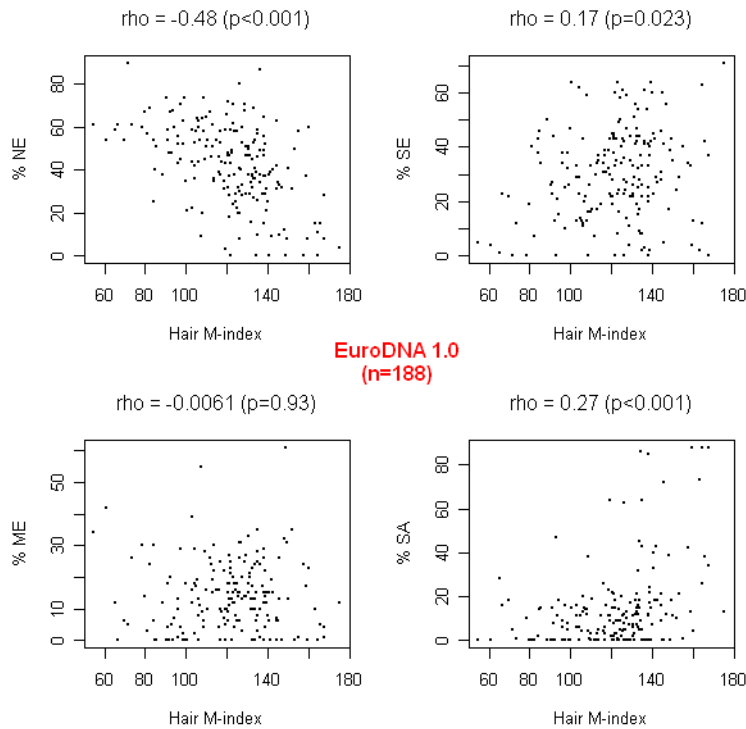 rho = -0.48 (p<0.001)
rho = 0.17 (p=0.023)
% NE
0 20 40 60 80
60 80 100 140 180
Hair M-index
% SE
0 20 40 60
60 80 100 140 180
Hair M-index
EuroDNA 1.0
(n=188)
rho = -0.0061 (p=0.93)
rho = 0.27 (p<0.001)
% ME
0 10 30 50
60 80 100 140 180
Hair M-index
% SA
0 20 40 60 80
60 80 100 140 180
Hair M-index